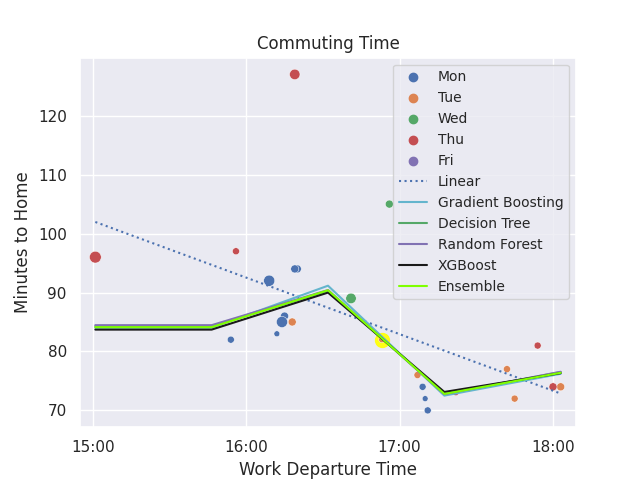 Commuting Time
Minutes to Home
120
110
100
90
80
70
15:00
16:00
17:00
18:00
Work Departure Time
Mon
Tue
Wed
Thu
Fri
Linear
Gradient Boosting
Decision Tree
Random Forest
XGBoost
Ensemble